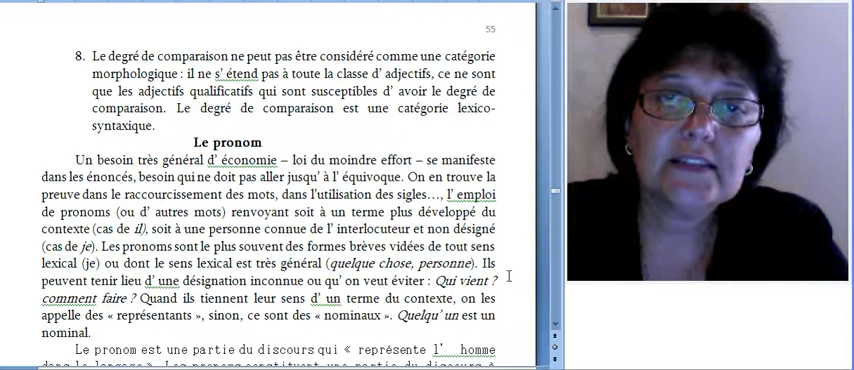 55
8. Le degré de comparaison ne peut pas être considéré comme une catégorie
morphologique : il ne s' étend pas à toute la classe d' adjectifs, ce ne sont
que les adjectifs qualificatifs qui sont susceptibles d' avoir le degré de
comparaison. Le degré de comparaison est une catégorie lexico-
syntaxique.
Le pronom
Un besoin très général d' économie – loi du moindre effort – se manifeste
dans les énoncés, besoin qui ne doit pas aller jusqu' à l' équivoque. On en trouve la
preuve dans le raccourcissement des mots, dans l'utilisation des sigles..., l' emploi
de pronoms (ou d' autres mots) renvoyant soit à un terme plus développé du
contexte (cas de il), soit à une personne connue de l' interlocuteur et non désigné
(cas de je). Les pronoms sont le plus souvent des formes brèves vidées de tout sens
lexical (je) ou dont le sens lexical est très général (quelque chose, personne). Ils
peuvent tenir lieu d' une désignation inconnue ou qu' on veut éviter : Qui vient ?
comment faire ? Quand ils tiennent leur sens d' un terme du contexte, on les
appelle des « représentants », sinon, ce sont des « nominaux ». Quelqu' un est un
nominal.
Le pronom est une partie du discours qui « représente l' homme
dans le langage». Les pronoms constituent une partie du discours à